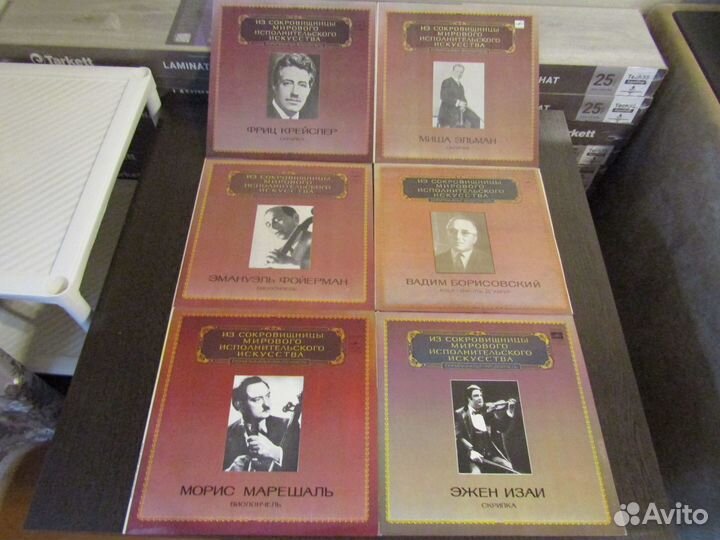 Tarkett
LAMINAT
ИЗ СОКРОВИЩНИЦЫ
МИРОВОГО
ИСПОЛНИТЕЛЬСКОГО
ИСКУССТВА
ФРИЦ КРЕЙСЛЕР
СКРИПКА
ИЗ СОКРОВИЩНИЦЫ
МИРОВОГО
ИСПОЛНИТЕЛЬСКОГО
ИСКУССТВА
МИША ЭЛЬМАН
СКРИПКА
HAT
25
25
rkett
ИЗ СОКРОВИЩНИЦЫ
МИРОВОГО
ИСПОЛНИТЕЛЬСКОГО
ИСКУССТВА
ЭМАНУЭЛЬ ФОЙЕРМАН
ВИОЛОНЧЕЛЬ
ИЗ СОКРОВИЩНИЦЫ
МИРОВОГО
ИСПОЛНИТЕЛЬСКОГО
ИСКУССТВА
ВАДИМ БОРИСОВСКИЙ
ИЗ СОКРОВИЩНИЦЫ
МИРОВОГО
ИСПОЛНИТЕЛЬСКОГО
ИСКУССТВА
МОРИС МАРЕШАЛЬ
ВИОЛОНЧЕЛЬ
ИЗ СОКРОВИЩНИЦЫ
МИРОВОГО
ИСПОЛНИТЕЛЬСКОГО
ИСКУССТВА
ЭЖЕН ИЗАИ
СКРИПКА
Avito